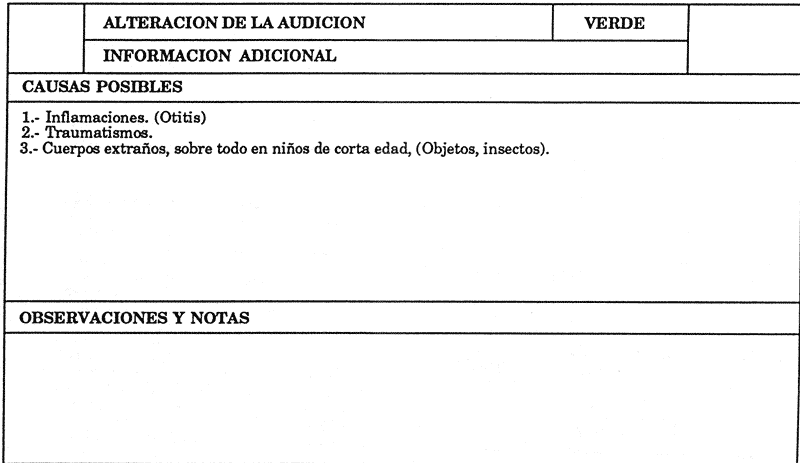 ALTERACION DE LA AUDICION
VERDE
INFORMACION ADICIONAL
CAUSAS POSIBLES
1.- Inflamaciones. (Otitis)
2.- Traumatismos.
3.- Cuerpos extraños, sobre todo en niños de corta edad, (Objetos, insectos).
OBSERVACIONES Y NOTAS